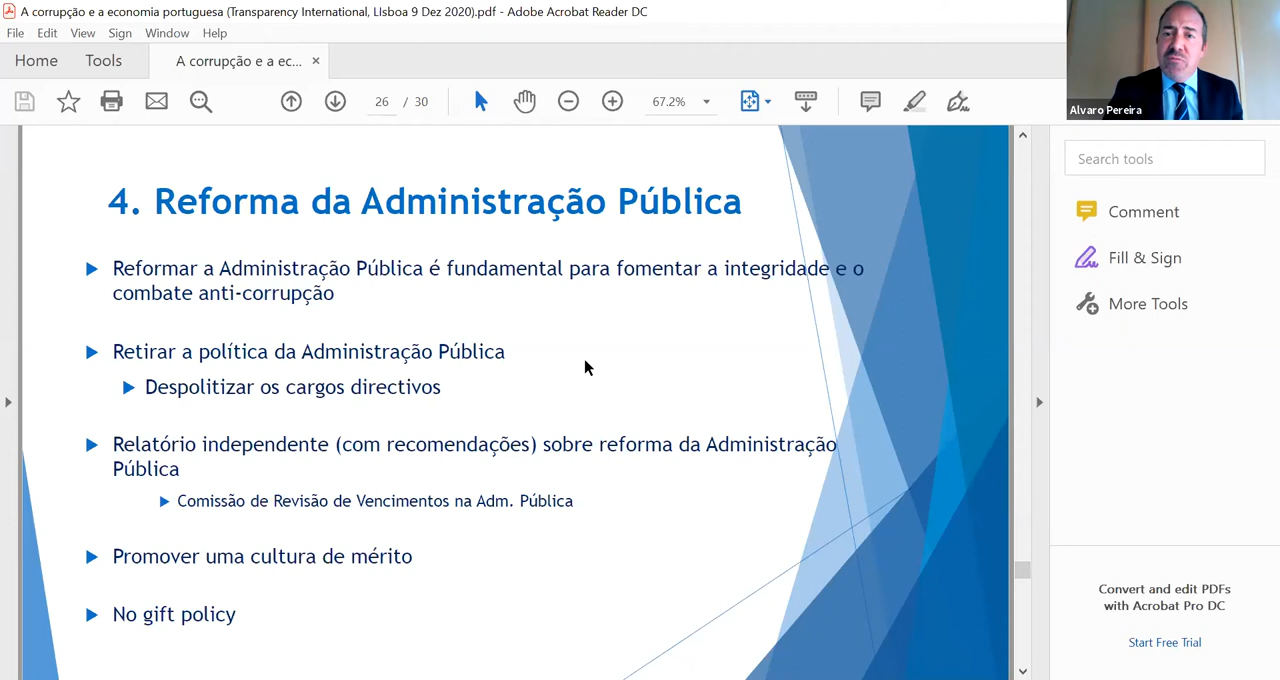 A corrupção e a economia portuguesa (Transparency International, LIsboa 9 Dez 2020).pdf - Adobe Acrobat Reader DC
File Edit View Sign Window Help
Home Tools A corrupção e a ec... ×
26 / 30 67.2%
Alvaro Pereira
Search tools
Comment
Fill & Sign
More Tools
4. Reforma da Administração Pública
Reformar a Administração Pública é fundamental para fomentar a integridade e o
combate anti-corrupção
Retirar a política da Administração Pública
Despolitizar os cargos directivos
Relatório independente (com recomendações) sobre reforma da Administração
Pública
Comissão de Revisão de Vencimentos na Adm. Pública
Promover uma cultura de mérito
No gift policy
Convert and edit PDFs
with Acrobat Pro DC
Start Free Trial